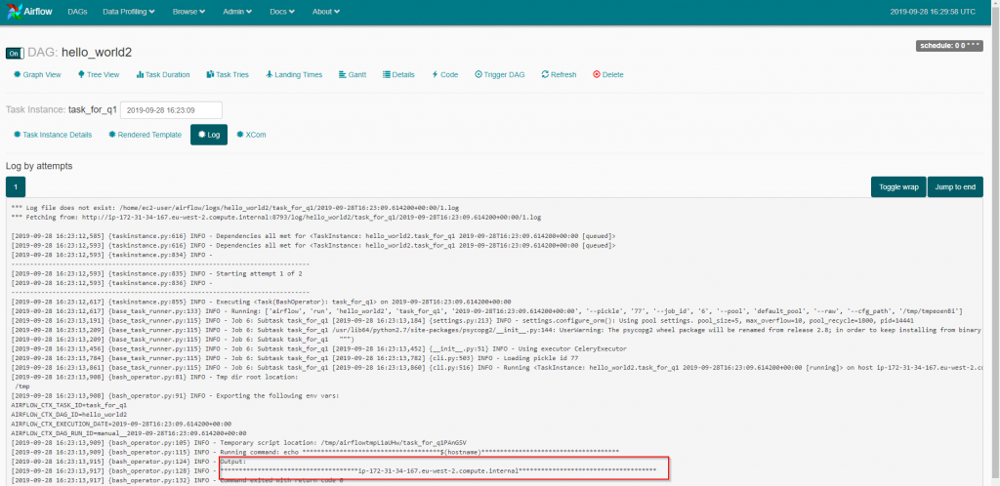 Airflow DAGs Data Profiling Browse Admin Docs About 2019-09-28 16:29:58 UTC
On DAG: hello_world2 schedule: 0 0 * * *
Graph View Tree View Task Duration Task Tries Landing Times Gantt Details Code Trigger DAG Refresh Delete
Task Instance: task_for_q1 2019-09-28 16:23:09
Task Instance Details Rendered Template Log XCom
Log by attempts
1 Toggle wrap Jump to end
*** Log file does not exist: /home/ec2-user/airflow/logs/hello_world2/task_for_q1/2019-09-28T16:23:09.614200+00:00/1.log
*** Fetching from: http://ip-172-31-34-167.eu-west-2.compute.internal:8793/log/hello_world2/task_for_q1/2019-09-28T16:23:09.614200+00:00/1.log
[2019-09-28 16:23:12,585] {taskinstance.py:616} INFO - Dependencies all met for <TaskInstance: hello_world2.task_for_q1 2019-09-28T16:23:09.614200+00:00 [queued]>
[2019-09-28 16:23:12,593] {taskinstance.py:616} INFO - Dependencies all met for <TaskInstance: hello_world2.task_for_q1 2019-09-28T16:23:09.614200+00:00 [queued]>
[2019-09-28 16:23:12,593] {taskinstance.py:834} INFO -
--------------------------------------------------------------------------------
[2019-09-28 16:23:12,593] {taskinstance.py:835} INFO - Starting attempt 1 of 2
[2019-09-28 16:23:12,593] {taskinstance.py:836} INFO -
--------------------------------------------------------------------------------
[2019-09-28 16:23:12,617] {taskinstance.py:855} INFO - Executing <Task(BashOperator): task_for_q1> on 2019-09-28T16:23:09.614200+00:00
[2019-09-28 16:23:12,617] {base_task_runner.py:133} INFO - Running: ['airflow', 'run', 'hello_world2', 'task_for_q1', '2019-09-28T16:23:09.614200+00:00', '--pickle', '77', '--job_id', '6', '--pool', 'default_pool', '--raw', '--cfg_path', '/tmp/tmpeoen8i']
[2019-09-28 16:23:13,191] {base_task_runner.py:115} INFO - Job 6: Subtask task_for_q1 [2019-09-28 16:23:13,184] {settings.py:213} INFO - settings.configure_orm(): Using pool settings. pool_size=5, max_overflow=10, pool_recycle=1800, pid=14441
[2019-09-28 16:23:13,209] {base_task_runner.py:115} INFO - Job 6: Subtask task_for_q1 /usr/lib64/python2.7/site-packages/psycopg2/__init__.py:144: UserWarning: The psycopg2 wheel package will be renamed from release 2.8; in order to keep installing from binary
[2019-09-28 16:23:13,209] {base_task_runner.py:115} INFO - Job 6: Subtask task_for_q1 """)
[2019-09-28 16:23:13,456] {base_task_runner.py:115} INFO - Job 6: Subtask task_for_q1 [2019-09-28 16:23:13,452] {__init__.py:51} INFO - Using executor CeleryExecutor
[2019-09-28 16:23:13,782] {base_task_runner.py:115} INFO - Job 6: Subtask task_for_q1 [2019-09-28 16:23:13,782] {cli.py:503} INFO - Loading pickle id 77
[2019-09-28 16:23:13,861] {base_task_runner.py:115} INFO - Job 6: Subtask task_for_q1 [2019-09-28 16:23:13,860] {cli.py:516} INFO - Running <TaskInstance: hello_world2.task_for_q1 2019-09-28T16:23:09.614200+00:00 [running]> on host ip-172-31-34-167.eu-west-2.co
[2019-09-28 16:23:13,908] {bash_operator.py:81} INFO - Tmp dir root location:
/tmp
[2019-09-28 16:23:13,908] {bash_operator.py:91} INFO - Exporting the following env vars:
AIRFLOW_CTX_TASK_ID=task_for_q1
AIRFLOW_CTX_DAG_ID=hello_world2
AIRFLOW_CTX_EXECUTION_DATE=2019-09-28T16:23:09.614200+00:00
AIRFLOW_CTX_DAG_RUN_ID=manual__2019-09-28T16:23:09.614200+00:00
[2019-09-28 16:23:13,909] {bash_operator.py:105} INFO - Temporary script location: /tmp/airflowtmpL1aUHw/task_for_q1PAnGSV
[2019-09-28 16:23:13,909] {bash_operator.py:115} INFO - Running command: echo *************************************$(hostname)*************************************
[2019-09-28 16:23:13,915] {bash_operator.py:124} INFO - Output:
[2019-09-28 16:23:13,917] {bash_operator.py:128} INFO - *************************************ip-172-31-34-167.eu-west-2.compute.internal*************************************
[2019-09-28 16:23:13,917] {bash_operator.py:132} INFO - Command exited with return code 0